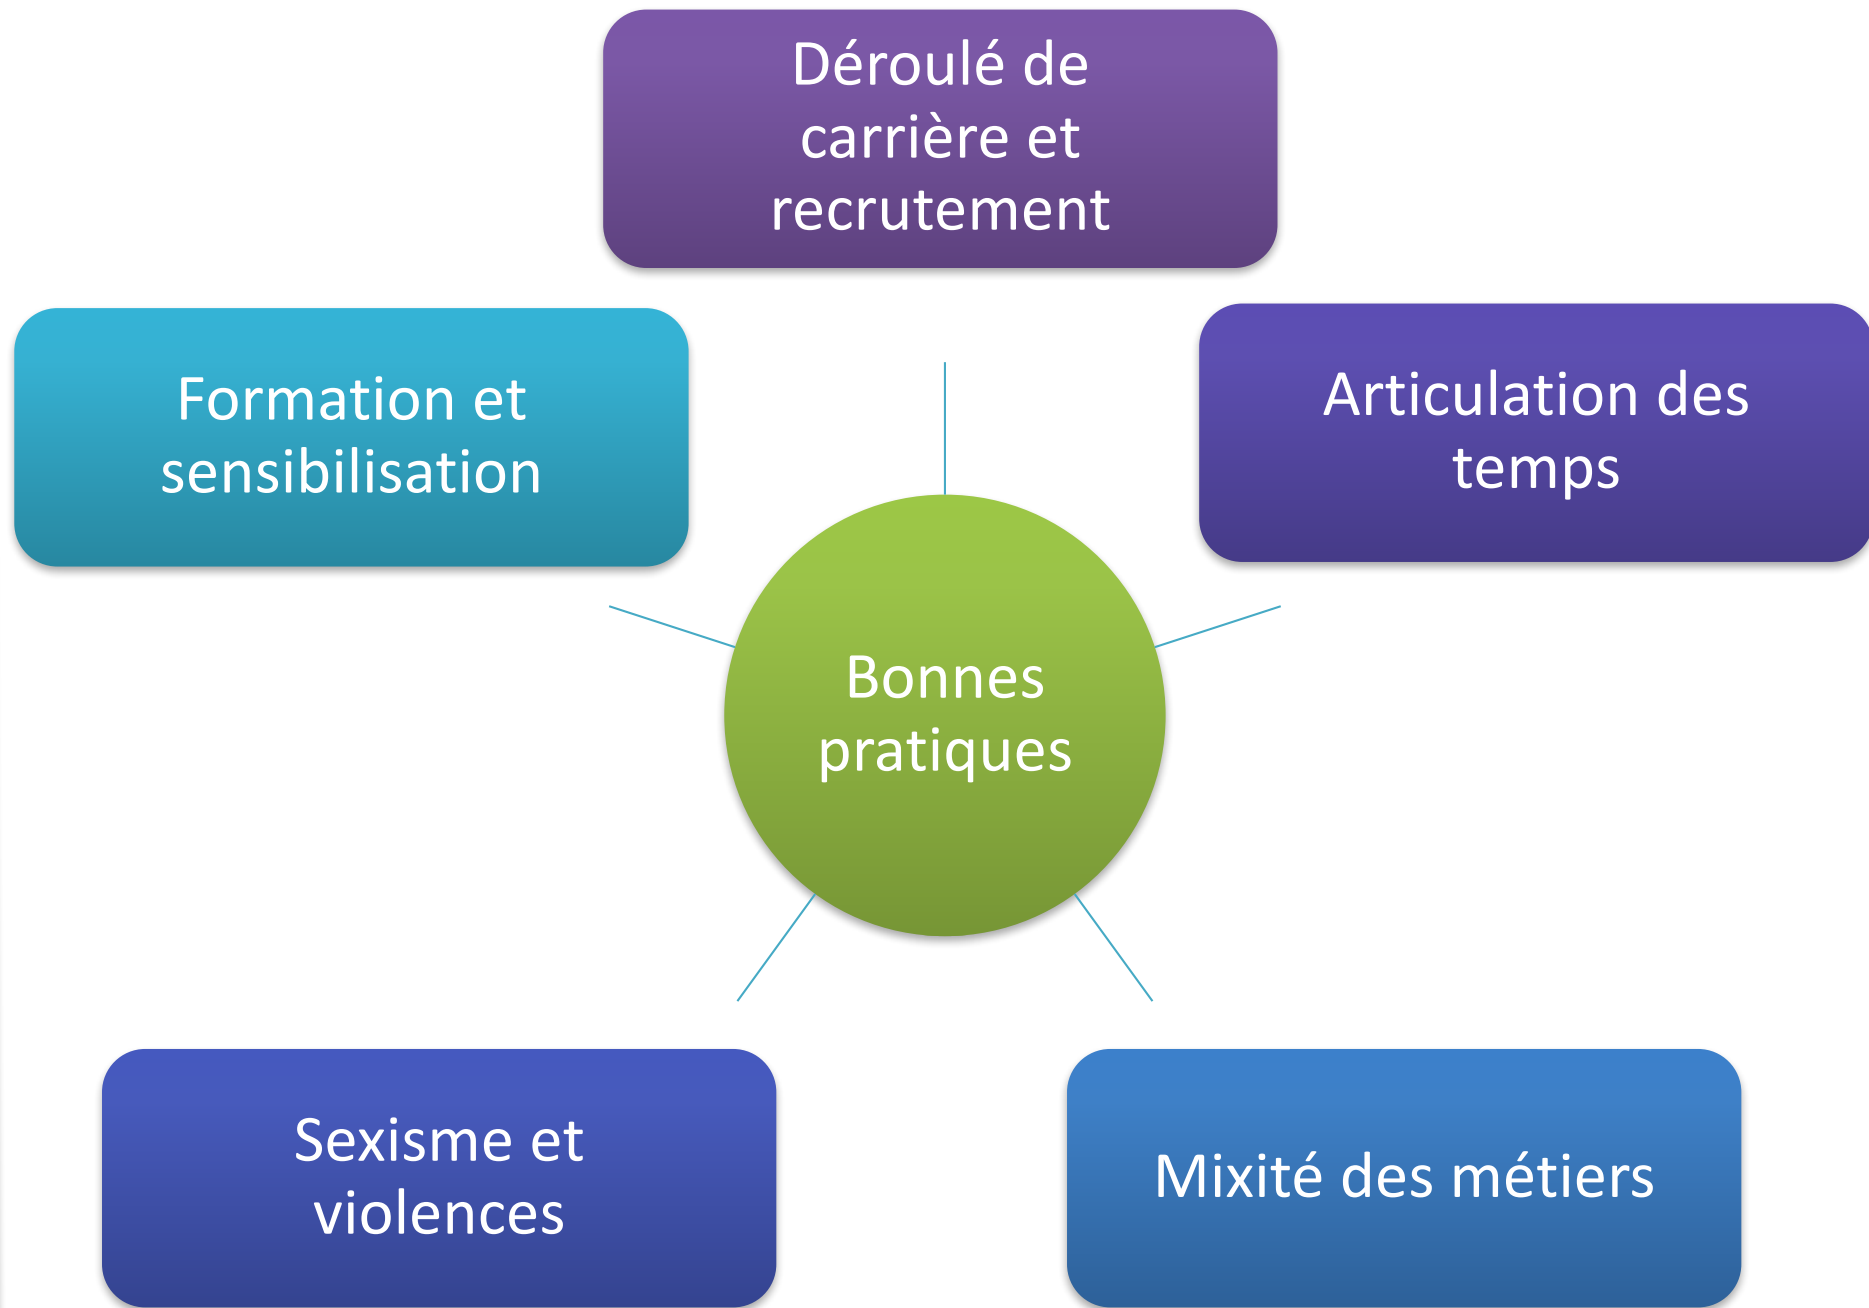 Déroulé de
carrière et
recrutement
Formation et
sensibilisation
Articulation des
temps
Bonnes
pratiques
Sexisme et
violences
Mixité des métiers